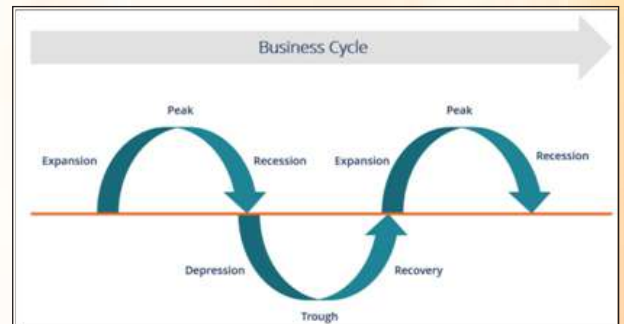 Business Cycle
Peak
Peak
Expansion
Recession
Expansion
Recession
Depression
Recovery
Trough